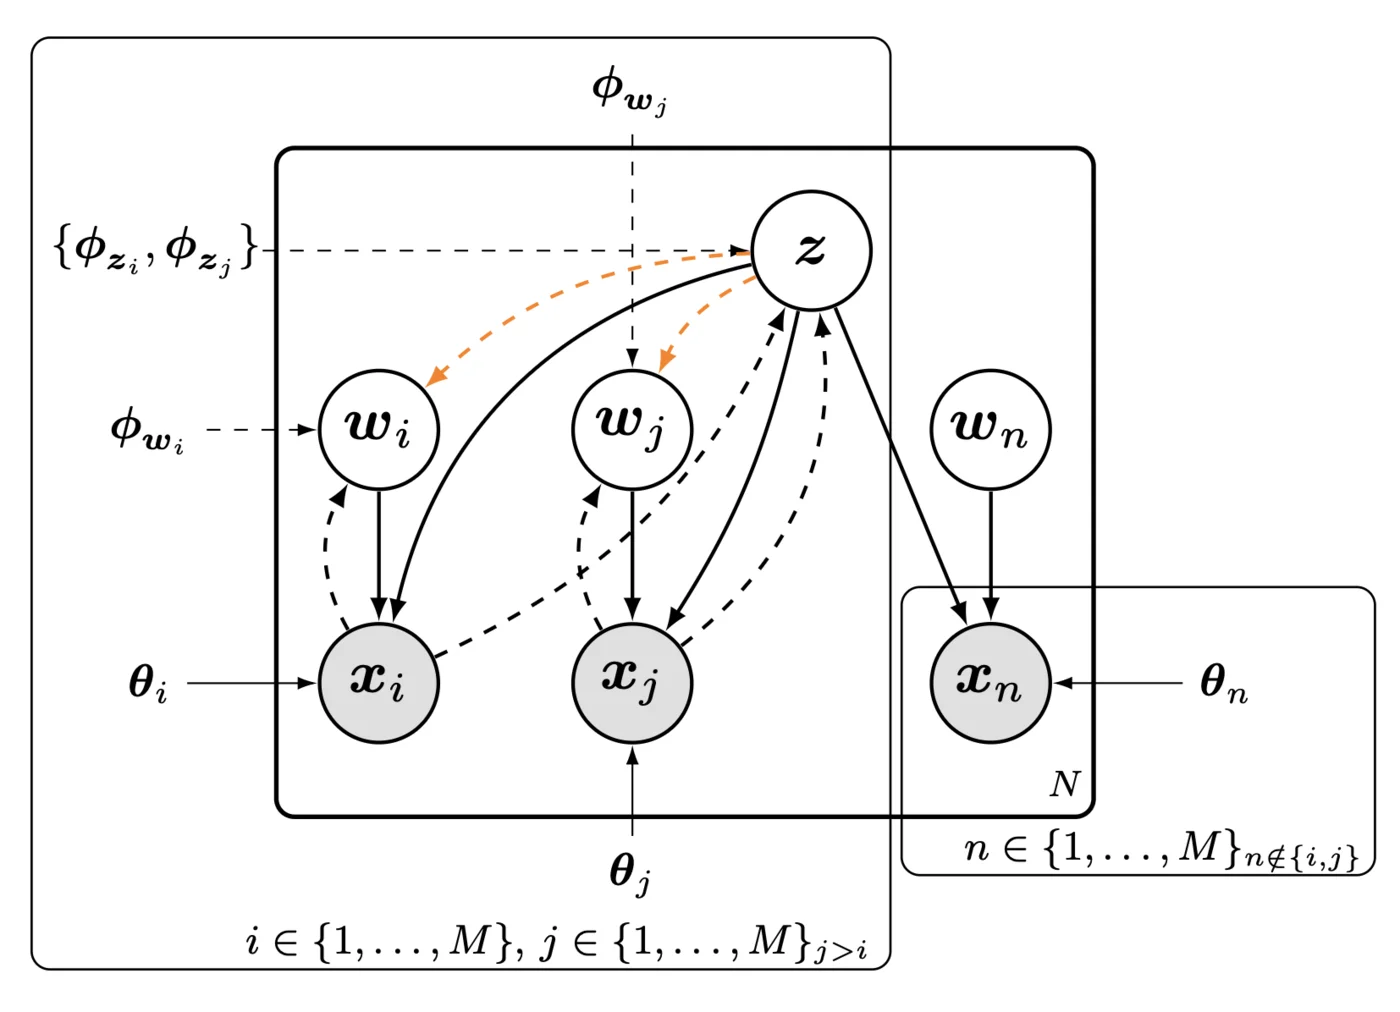 ϕ_{w_j}
{ϕ_{z_i}, ϕ_{z_j}}
z
ϕ_{w_i}
w_i
w_j
w_n
θ_i
x_i
x_j
x_n
θ_n
N
n ∈ {1, . . . , M}_{n∉{i,j}}
θ_j
i ∈ {1, . . . , M}, j ∈ {1, . . . , M}_{j>i}